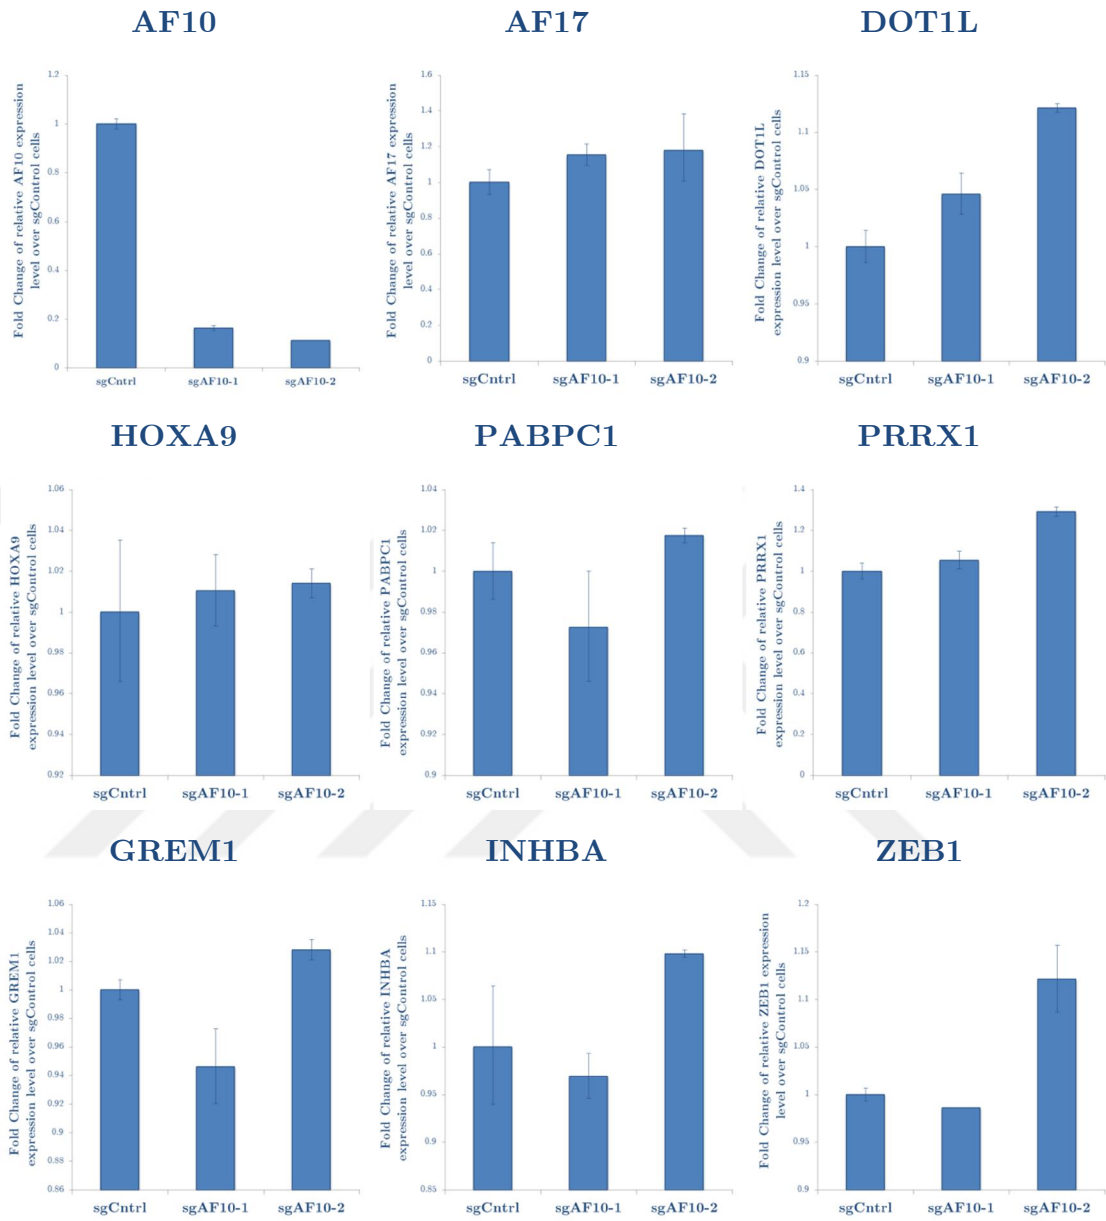 AF10
AF17
DOT1L
Fold Change of relative AF10 expression
level over sgControl cells
1.2
1
0.8
0.6
0.4
0.2
0
sgCntrl sgAF10-1 sgAF10-2
Fold Change of relative AF17 expression
level over sgControl cells
1.6
1.4
1.2
1
0.8
0.6
0.4
0.2
0
sgCntrl sgAF10-1 sgAF10-2
Fold Change of relative DOT1L
expression level over sgControl cells
1.15
1.1
1.05
1
0.95
0.9
sgCntrl sgAF10-1 sgAF10-2
HOXA9
PABPC1
PRRX1
Fold Change of relative HOXA9
expression level over sgControl cells
1.06
1.04
1.02
1
0.98
0.96
0.94
0.92
sgCntrl sgAF10-1 sgAF10-2
Fold Change of relative PABPC1
expression level over sgControl cells
1.04
1.02
1
0.98
0.96
0.94
0.92
0.9
sgCntrl sgAF10-1 sgAF10-2
Fold Change of relative PRRX1
expression level over sgControl cells
1.4
1.2
1
0.8
0.6
0.4
0.2
0
sgCntrl sgAF10-1 sgAF10-2
GREM1
INHBA
ZEB1
Fold Change of relative GREM1
expression level over sgControl cells
1.06
1.04
1.02
1
0.98
0.96
0.94
0.92
0.9
0.88
0.86
sgCntrl sgAF10-1 sgAF10-2
Fold Change of relative INHBA
expression level over sgControl cells
1.15
1.1
1.05
1
0.95
0.9
0.85
sgCntrl sgAF10-1 sgAF10-2
Fold Change of relative ZEB1 expression
level over sgControl cells
1.2
1.15
1.1
1.05
1
0.95
0.9
sgCntrl sgAF10-1 sgAF10-2